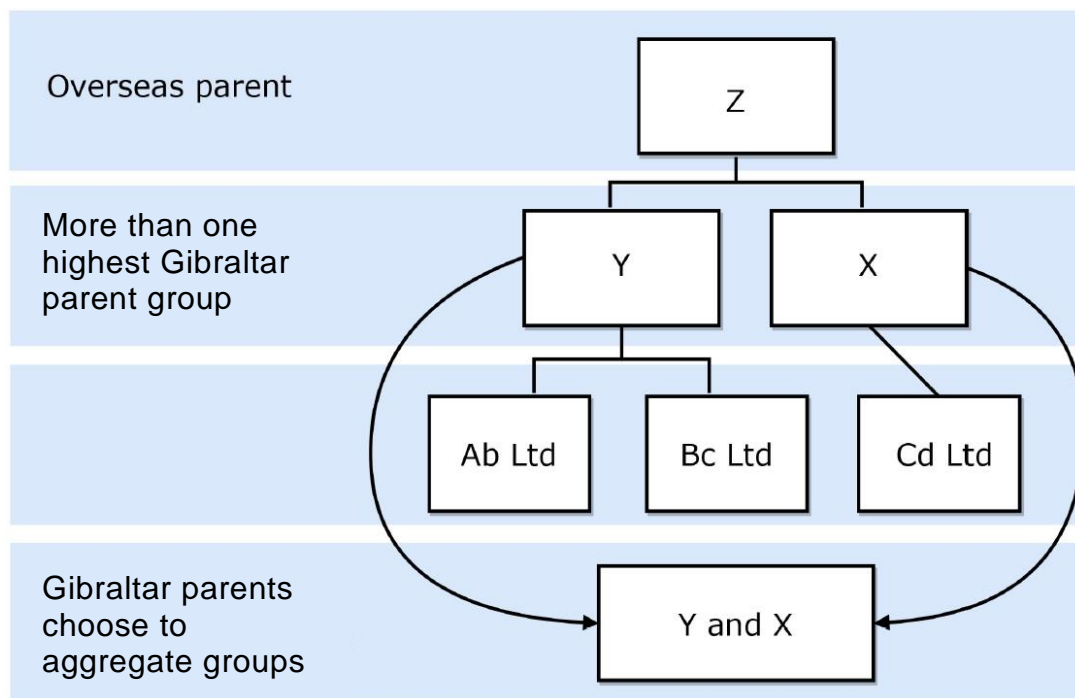 Overseas parent
Z
More than one
highest Gibraltar
parent group
Y
X
Ab Ltd
Bc Ltd
Cd Ltd
Gibraltar parents
choose to
aggregate groups
Y and X